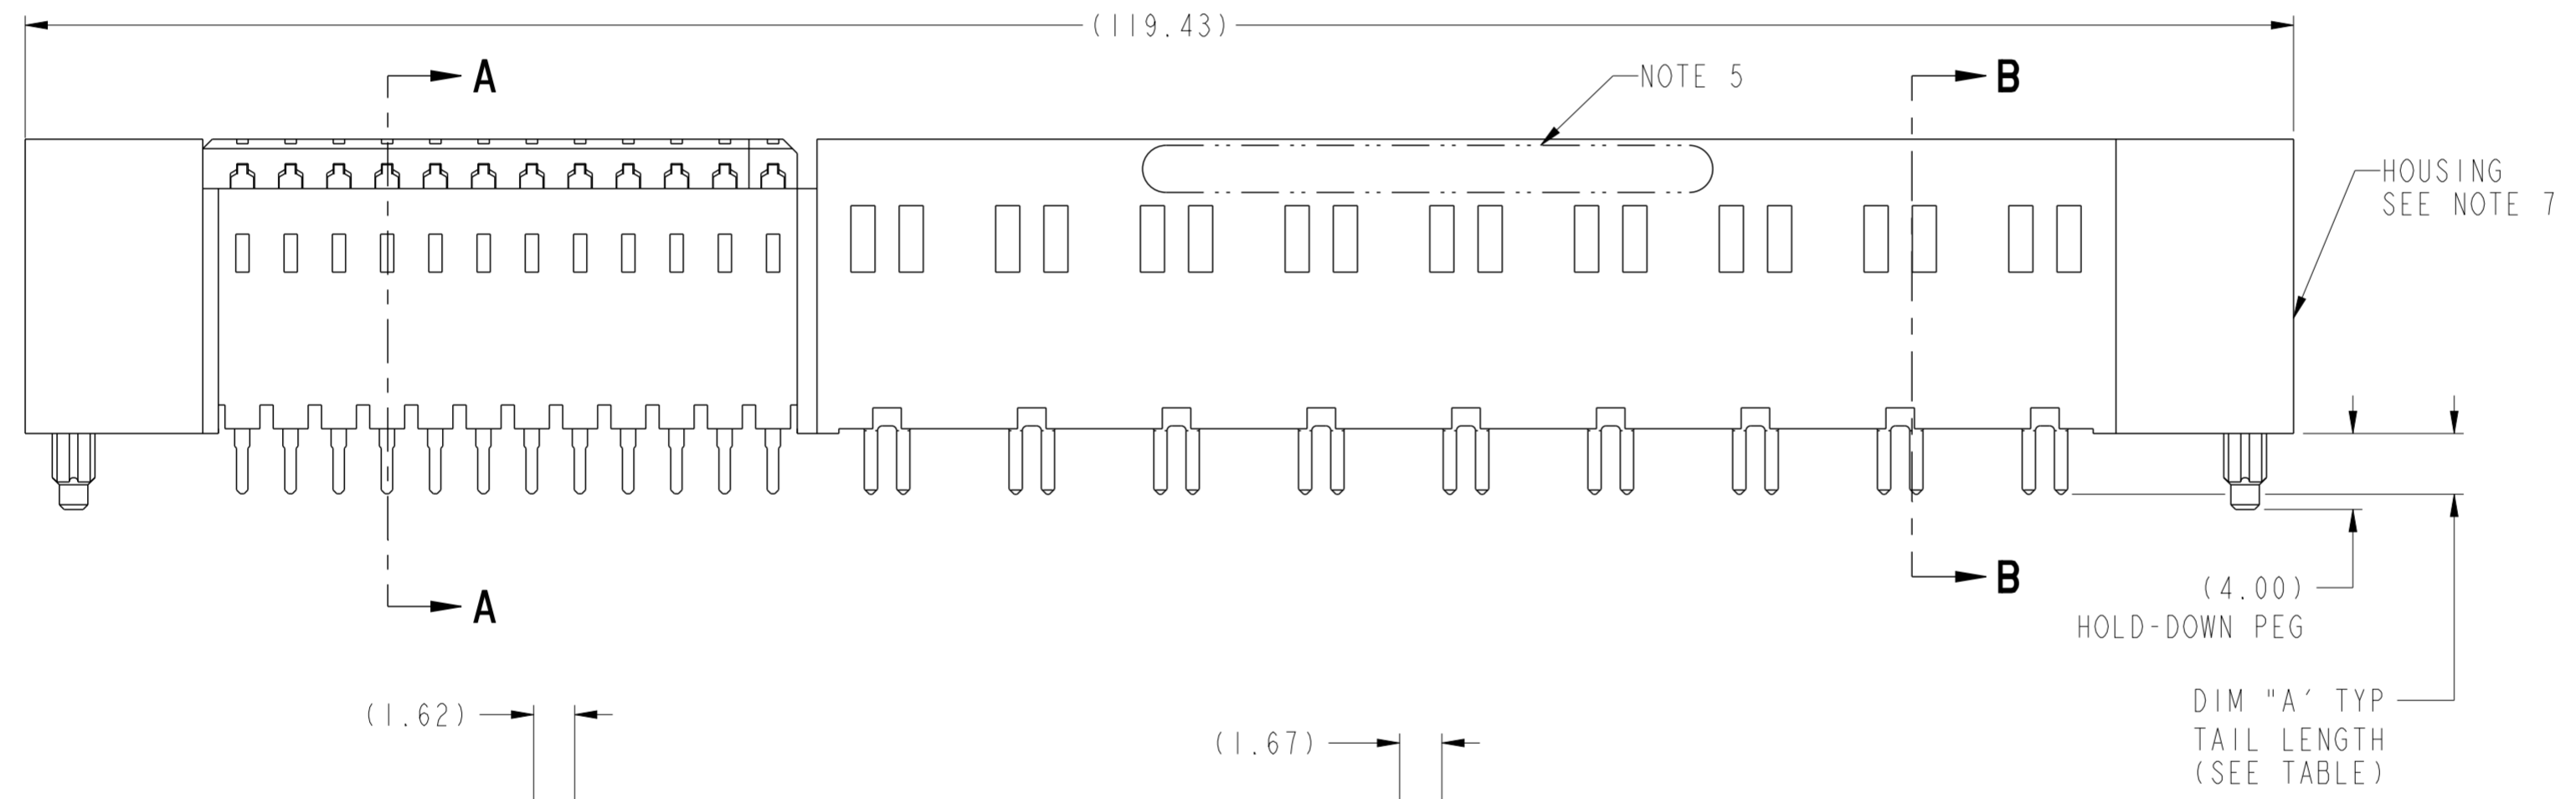 (119.43)
A
NOTE 5
B
HOUSING
SEE NOTE 7
A
B
(4.00)
HOLD-DOWN PEG
(1.62)
(1.67)
DIM "A' TYP
TAIL LENGTH
(SEE TABLE)